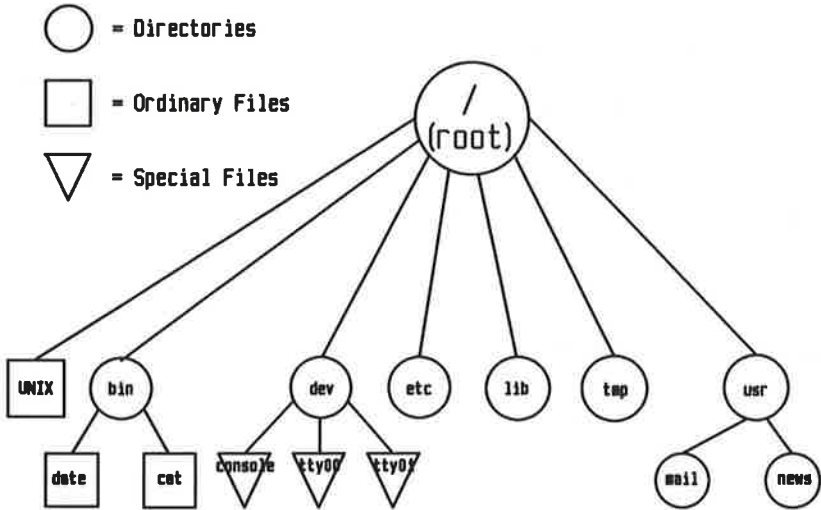 = Directories
= Ordinary Files
= Special Files
/
(root)
UNIX bin dev etc lib tmp usr
date cat console tty00 tty01 mail news